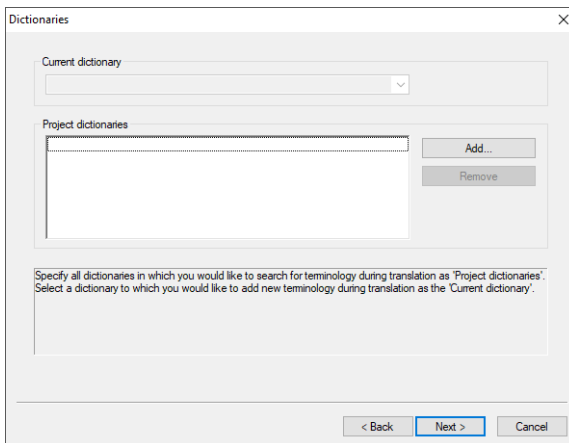 Dictionaries
Current dictionary
Project dictionaries
Add...
Remove
Specify all dictionaries in which you would like to search for terminology during translation as 'Project dictionaries'.
Select a dictionary to which you would like to add new terminology during translation as the 'Current dictionary'.
< Back
Next >
Cancel